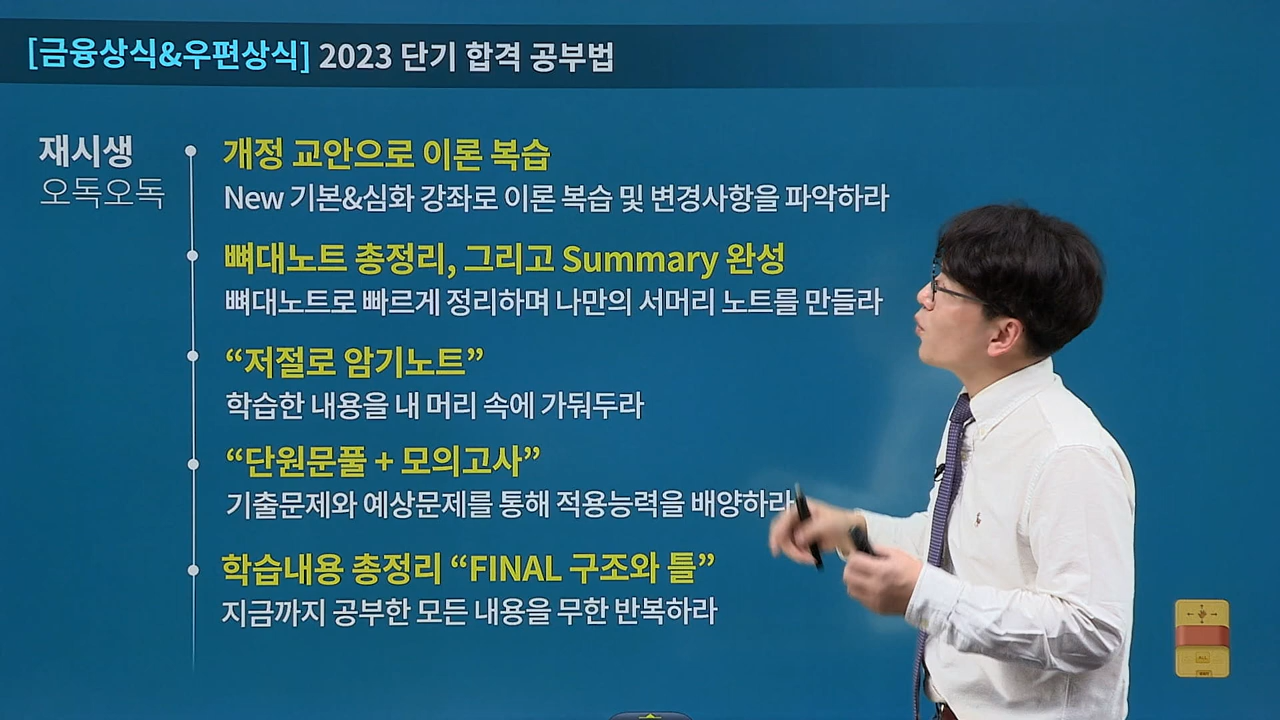 [금융상식&우편상식] 2023 단기 합격 공부법
재시생
오독오독
개정 교안으로 이론 복습
New 기본&심화 강좌로 이론 복습 및 변경사항을 파악하라
뼈대노트 총정리, 그리고 Summary 완성
뼈대노트로 빠르게 정리하며 나만의 서머리 노트를 만들라
“저절로 암기노트”
학습한 내용을 내 머리 속에 가둬두라
“단원문풀 + 모의고사”
기출문제와 예상문제를 통해 적용능력을 배양하라
학습내용 총정리 “FINAL 구조와 틀”
지금까지 공부한 모든 내용을 무한 반복하라